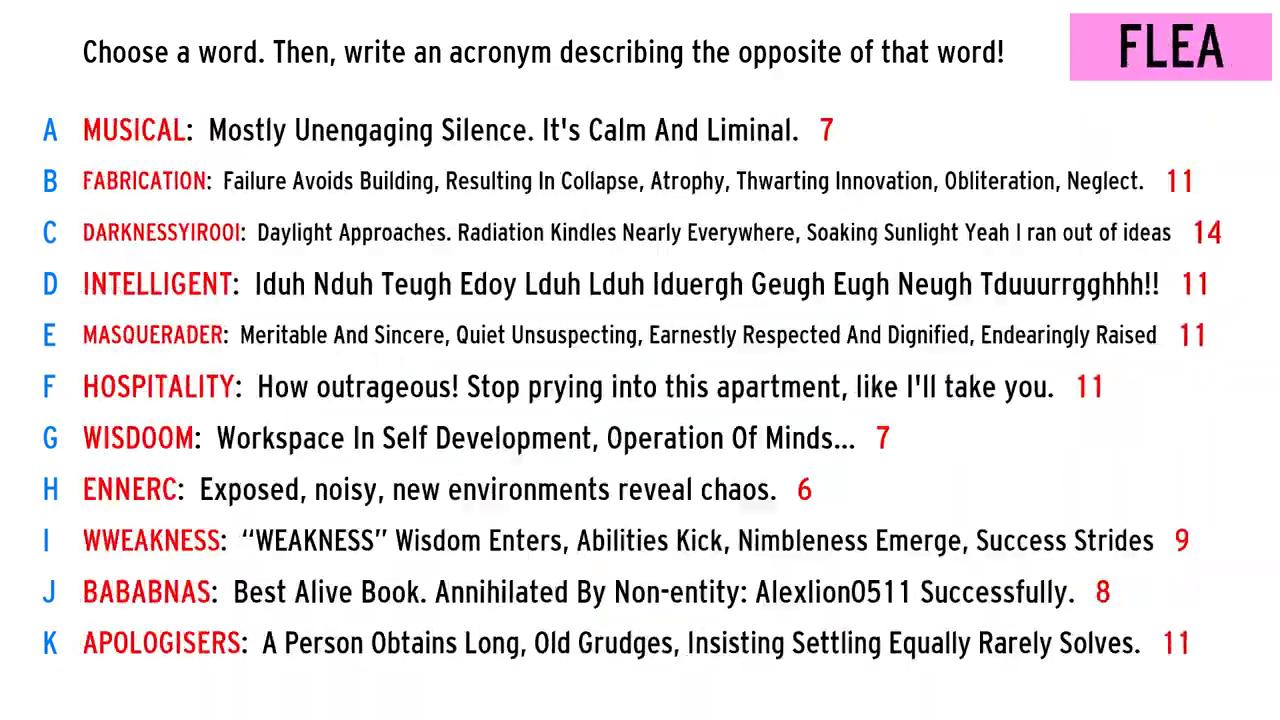 Choose a word. Then, write an acronym describing the opposite of that word!
FLEA
A MUSICAL: Mostly Unengaging Silence. It's Calm And Liminal. 7
B FABRICATION: Failure Avoids Building, Resulting In Collapse, Atrophy, Thwarting Innovation, Obliteration, Neglect. 11
C DARKNESSYIROOI: Daylight Approaches. Radiation Kindles Nearly Everywhere, Soaking Sunlight Yeah I ran out of ideas 14
D INTELLIGENT: Iduh Nduh Teugh Edoy Lduh Lduh Iduergh Geugh Eugh Neugh Tduuurrgghhh!! 11
E MASQUERADER: Meritable And Sincere, Quiet Unsuspecting, Earnestly Respected And Dignified, Endearingly Raised 11
F HOSPITALITY: How outrageous! Stop prying into this apartment, like I'll take you. 11
G WISDOOM: Workspace In Self Development, Operation Of Minds... 7
H ENNERC: Exposed, noisy, new environments reveal chaos. 6
I WWEAKNESS: “WEAKNESS” Wisdom Enters, Abilities Kick, Nimbleness Emerge, Success Strides 9
J BABABNAS: Best Alive Book. Annihilated By Non-entity: Alexlion0511 Successfully. 8
K APOLOGISERS: A Person Obtains Long, Old Grudges, Insisting Settling Equally Rarely Solves. 11